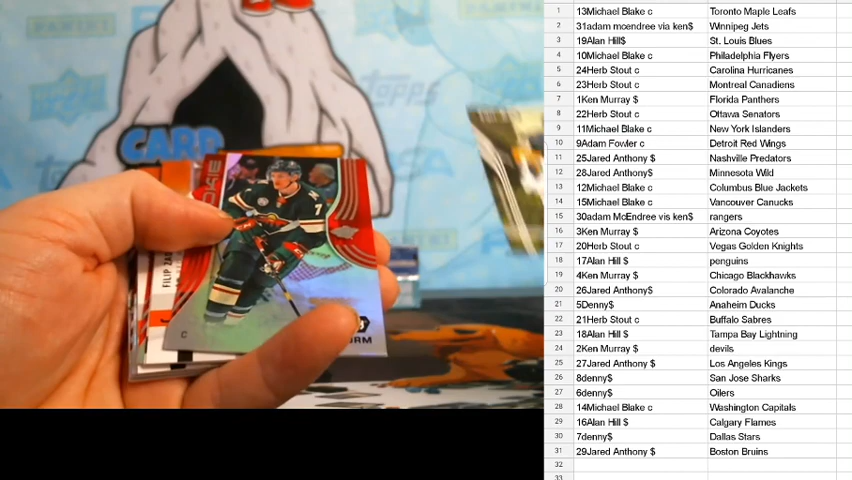 PANINI
TOPPS
CARD
ROOKIE
FILIP ZA
7
C
URM
1 13Michael Blake c Toronto Maple Leafs
2 31adam mcendree via ken$ Winnipeg Jets
3 19Alan Hill$ St. Louis Blues
4 10Michael Blake c Philadelphia Flyers
5 24Herb Stout c Carolina Hurricanes
6 23Herb Stout c Montreal Canadiens
7 1Ken Murray $ Florida Panthers
8 22Herb Stout c Ottawa Senators
9 11Michael Blake c New York Islanders
10 9Adam Fowler c Detroit Red Wings
11 25Jared Anthony $ Nashville Predators
12 28Jared Anthony $ Minnesota Wild
13 12Michael Blake c Columbus Blue Jackets
14 15Michael Blake c Vancouver Canucks
15 30adam McEndree via ken$ rangers
16 3Ken Murray $ Arizona Coyotes
17 20Herb Stout c Vegas Golden Knights
18 17Alan Hill $ penguins
19 4Ken Murray $ Chicago Blackhawks
20 26Jared Anthony$ Colorado Avalanche
21 5Denny$ Anaheim Ducks
22 21Herb Stout c Buffalo Sabres
23 18Alan Hill $ Tampa Bay Lightning
24 2Ken Murray $ devils
25 27Jared Anthony $ Los Angeles Kings
26 8denny$ San Jose Sharks
27 6denny$ Oilers
28 14Michael Blake c Washington Capitals
29 16Alan Hill $ Calgary Flames
30 7denny$ Dallas Stars
31 29Jared Anthony $ Boston Bruins
32
33